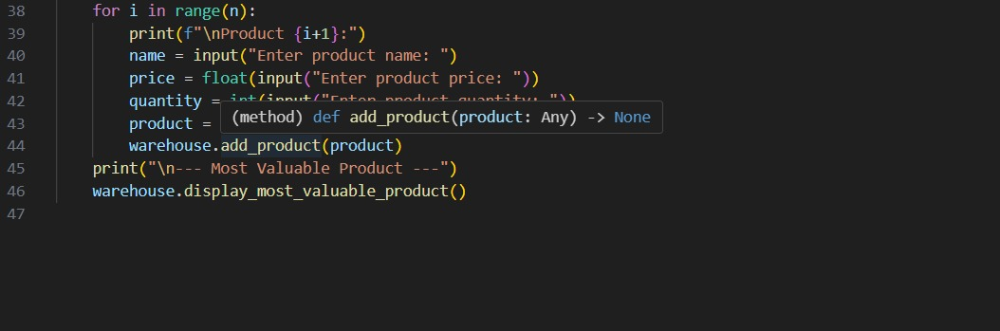 38 for i in range(n):
39 print(f"\nProduct {i+1}:")
40 name = input("Enter product name: ")
41 price = float(input("Enter product price: "))
42 quantity = int(input("Enter product quantity: "))
(method) def add_product(product: Any) -> None
43 product =
44 warehouse.add_product(product)
45 print("\n--- Most Valuable Product ---")
46 warehouse.display_most_valuable_product()
47